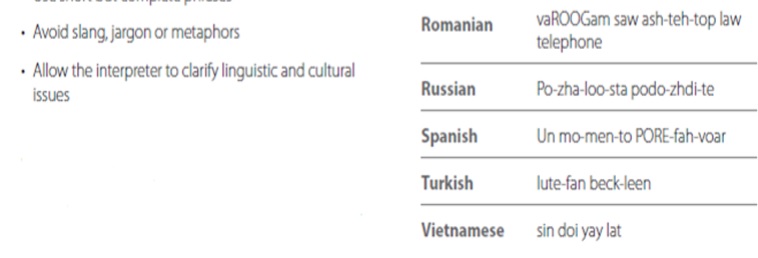 • Avoid slang, jargon or metaphors
• Allow the interpreter to clarify linguistic and cultural
issues
Romanian vaROOGam saw ash-teh-top law
telephone
Russian Po-zha-loo-sta podo-zhdi-te
Spanish Un mo-men-to PORE-fah-voar
Turkish lute-fan beck-leen
Vietnamese sin doi yay lat